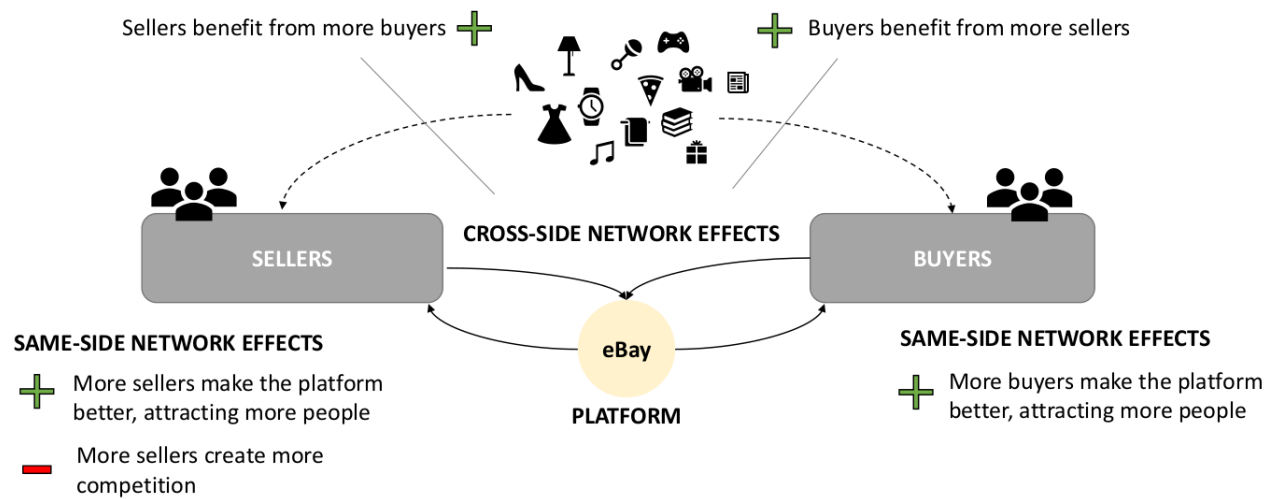 Sellers benefit from more buyers
Buyers benefit from more sellers
CROSS-SIDE NETWORK EFFECTS
SELLERS
BUYERS
eBay
PLATFORM
SAME-SIDE NETWORK EFFECTS
More sellers make the platform
better, attracting more people
More sellers create more
competition
SAME-SIDE NETWORK EFFECTS
More buyers make the platform
better, attracting more people